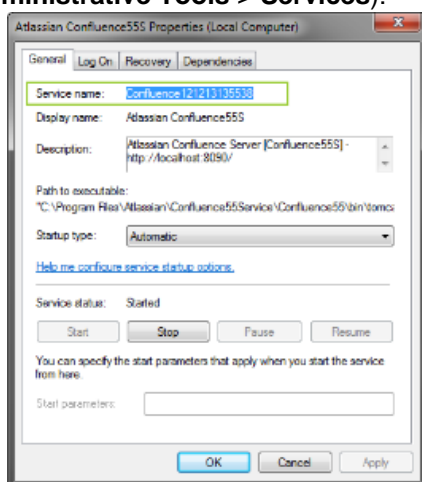 ministrative Tools > Services).
Atlassian Confluence55S Properties (Local Computer)
General Log On Recovery Dependencies
Service name: Confluence121213135538
Display name: Atlassian Confluence55S
Description: Atlassian Confluence Server [Confluence55S] -
http://localhost:8090/
Path to executable:
"C:\Program Files\Atlassian\Confluence55Service\Confluence55\bin\tomca
Startup type: Automatic
Help me configure service startup options.
Service status: Started
Start Stop Pause Resume
You can specify the start parameters that apply when you start the service
from here.
Start parameters:
OK Cancel Apply